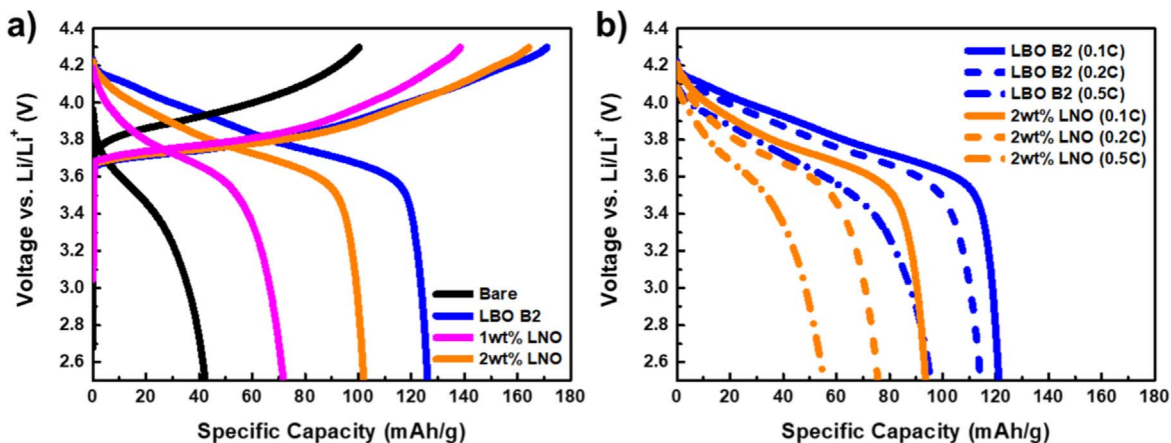 a)
4.4
4.2
4.0
3.8
3.6
3.4
3.2
3.0
2.8
2.6
Voltage vs. Li/Li⁺ (V)
Bare
LBO B2
1wt% LNO
2wt% LNO
0 20 40 60 80 100 120 140 160 180
Specific Capacity (mAh/g)
b)
4.4
4.2
4.0
3.8
3.6
3.4
3.2
3.0
2.8
2.6
Voltage vs. Li/Li⁺ (V)
LBO B2 (0.1C)
LBO B2 (0.2C)
LBO B2 (0.5C)
2wt% LNO (0.1C)
2wt% LNO (0.2C)
2wt% LNO (0.5C)
0 20 40 60 80 100 120 140 160 180
Specific Capacity (mAh/g)